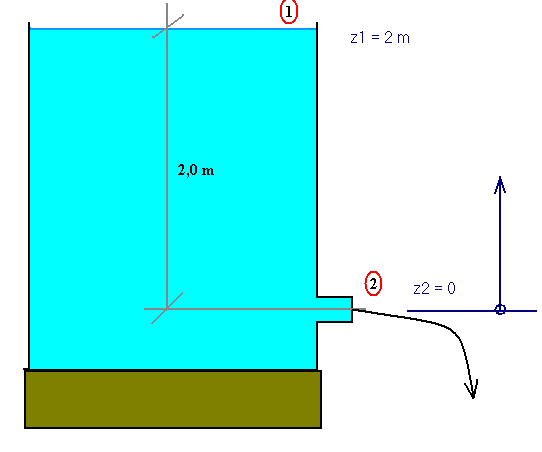 1
z1 = 2 m
2,0 m
2
z2 = 0